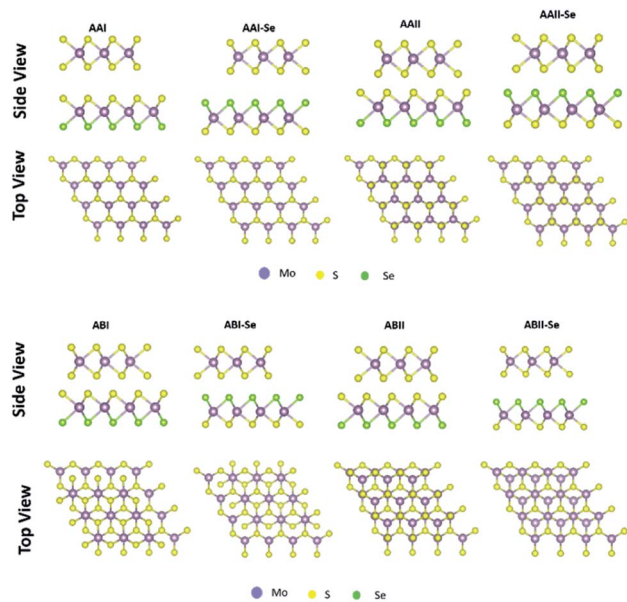 AAI AAI-Se AAII AAII-Se
Side View
Top View
Mo S Se
ABI ABI-Se ABII ABII-Se
Side View
Top View
Mo S Se